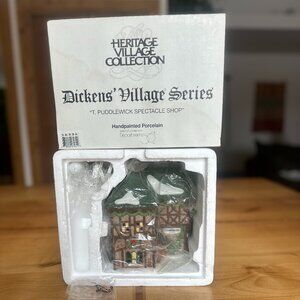 HERITAGE
VILLAGE
COLLECTION
Dickens' Village Series
"T. PUDDLEWICK SPECTACLE SHOP"
Handpainted Porcelain